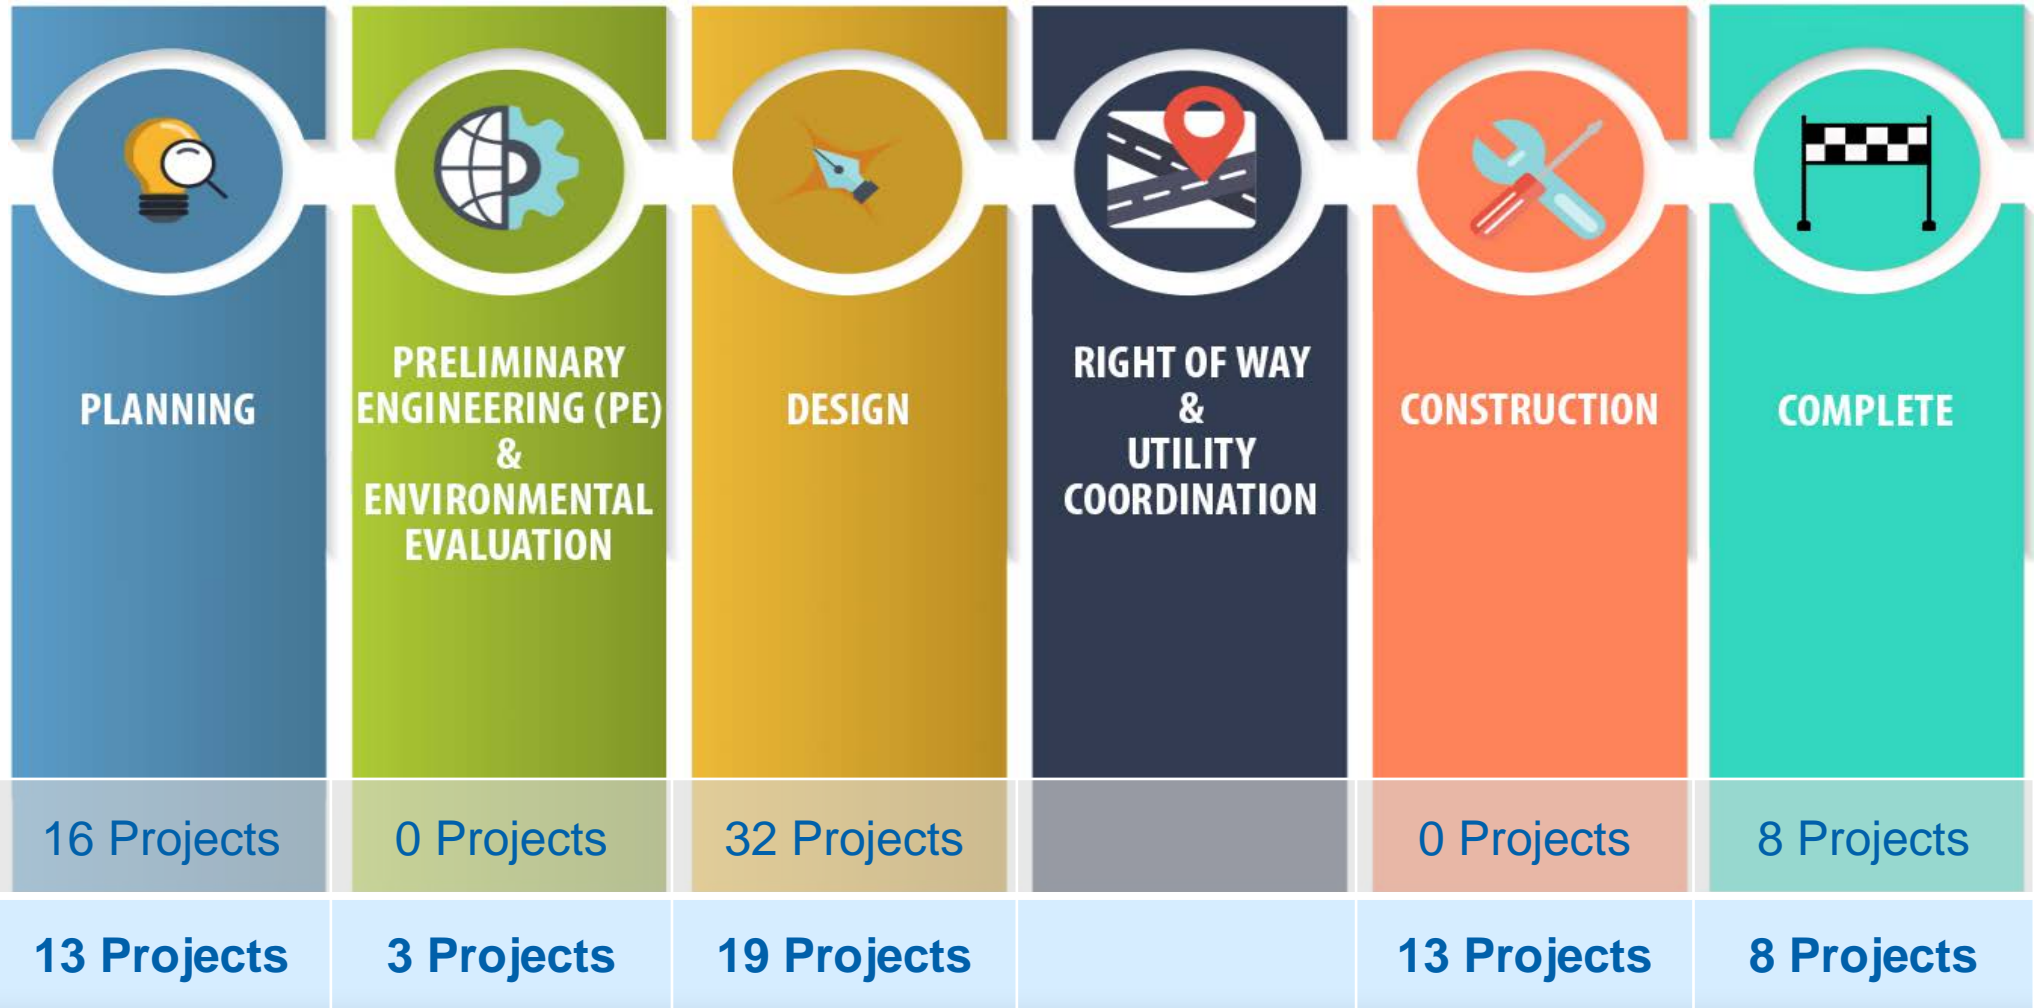 PLANNING
PRELIMINARY
ENGINEERING (PE)
&
ENVIRONMENTAL
EVALUATION
DESIGN
RIGHT OF WAY
&
UTILITY
COORDINATION
CONSTRUCTION
COMPLETE
16 Projects
0 Projects
32 Projects
0 Projects
8 Projects
13 Projects
3 Projects
19 Projects
13 Projects
8 Projects